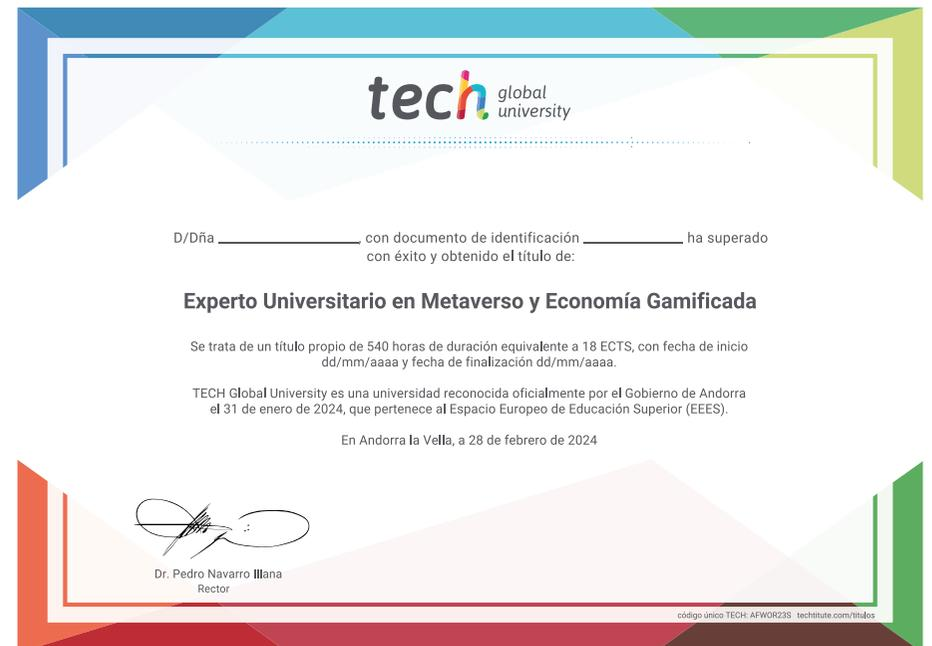 tech global
university
D/Dña ____________________, con documento de identificación ______________ ha superado
con éxito y obtenido el título de:
Experto Universitario en Metaverso y Economía Gamificada
Se trata de un título propio de 540 horas de duración equivalente a 18 ECTS, con fecha de inicio
dd/mm/aaaa y fecha de finalización dd/mm/aaaa.
TECH Global University es una universidad reconocida oficialmente por el Gobierno de Andorra
el 31 de enero de 2024, que pertenece al Espacio Europeo de Educación Superior (EEES).
En Andorra la Vella, a 28 de febrero de 2024
Dr. Pedro Navarro Illana
Rector
código único TECH: AFWOR23S techtitute.com/titulos